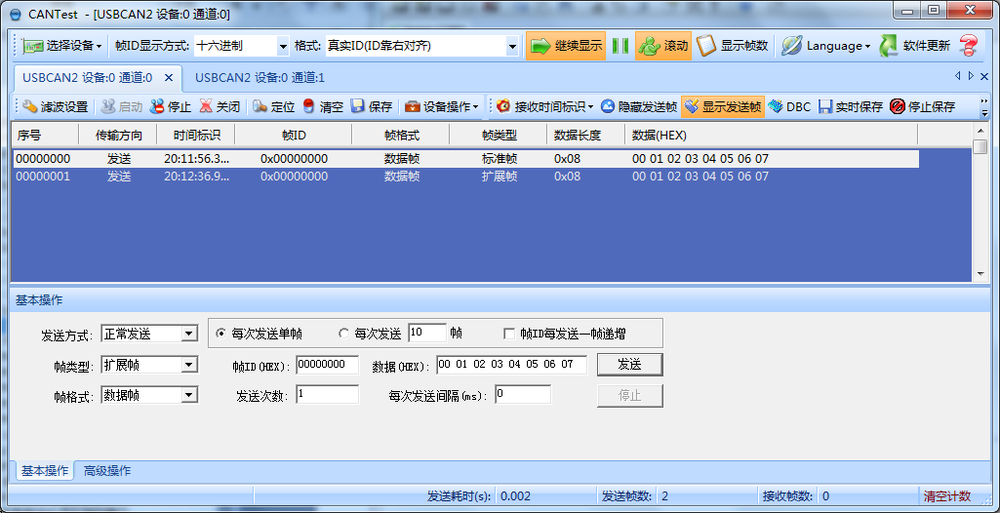 CANTest - [USBCAN2 设备:0 通道:0]
选择设备 帧ID显示方式: 十六进制 格式: 真实ID(ID靠右对齐) 继续显示 滚动 显示帧数 Language 软件更新
USBCAN2 设备:0 通道:0 USBCAN2 设备:0 通道:1
滤波设置 启动 停止 关闭 定位 清空 保存 设备操作 接收时间标识 隐藏发送帧 显示发送帧 DBC 实时保存 停止保存
序号 传输方向 时间标识 帧ID 帧格式 帧类型 数据长度 数据(HEX)
00000000 发送 20:11:56.3... 0x00000000 数据帧 标准帧 0x08 00 01 02 03 04 05 06 07
00000001 发送 20:12:36.9... 0x00000000 数据帧 扩展帧 0x08 00 01 02 03 04 05 06 07
基本操作
发送方式: 正常发送 每次发送单帧 每次发送 10 帧 帧ID每发送一帧递增
帧类型: 扩展帧 帧ID(HEX): 00000000 数据(HEX): 00 01 02 03 04 05 06 07 发送
帧格式: 数据帧 发送次数: 1 每次发送间隔(ms): 0 停止
基本操作 高级操作
发送耗时(s): 0.002 发送帧数: 2 接收帧数: 0 清空计数